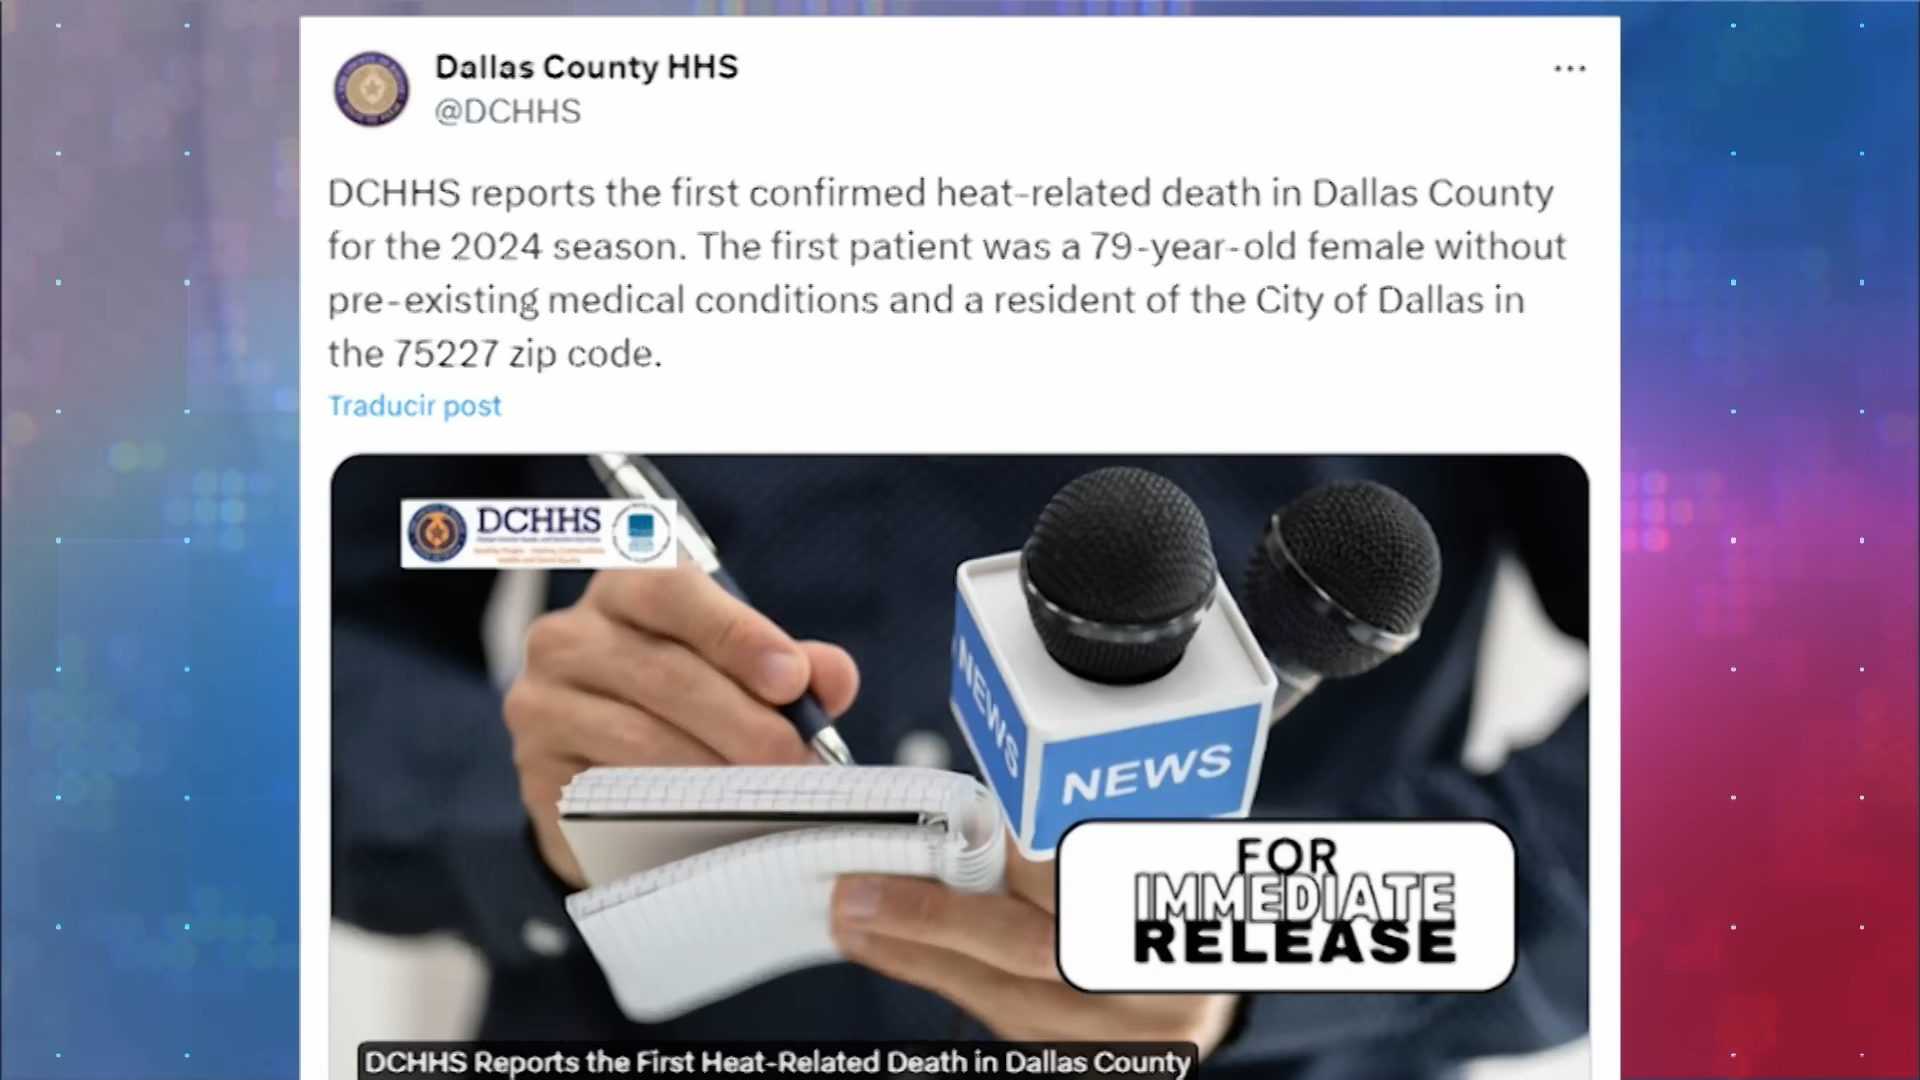 Dallas County HHS
@DCHHS
DCHHS reports the first confirmed heat-related death in Dallas County
for the 2024 season. The first patient was a 79-year-old female without
pre-existing medical conditions and a resident of the City of Dallas in
the 75227 zip code.
Traducir post
DCHHS
NEWS
NEWS
FOR
IMMEDIATE
RELEASE
DCHHS Reports the First Heat-Related Death in Dallas County